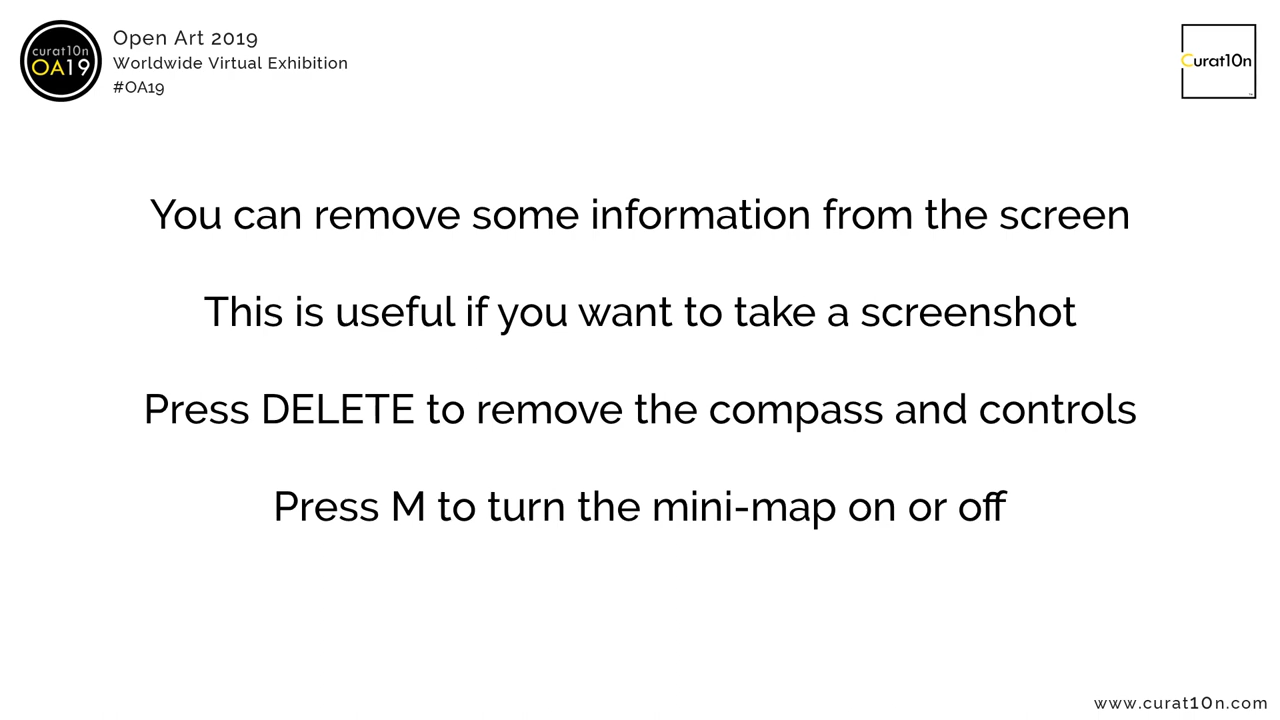 curat10n
OA19
Open Art 2019
Worldwide Virtual Exhibition
#OA19
Curat10n
You can remove some information from the screen
This is useful if you want to take a screenshot
Press DELETE to remove the compass and controls
Press M to turn the mini-map on or off
www.curat10n.com